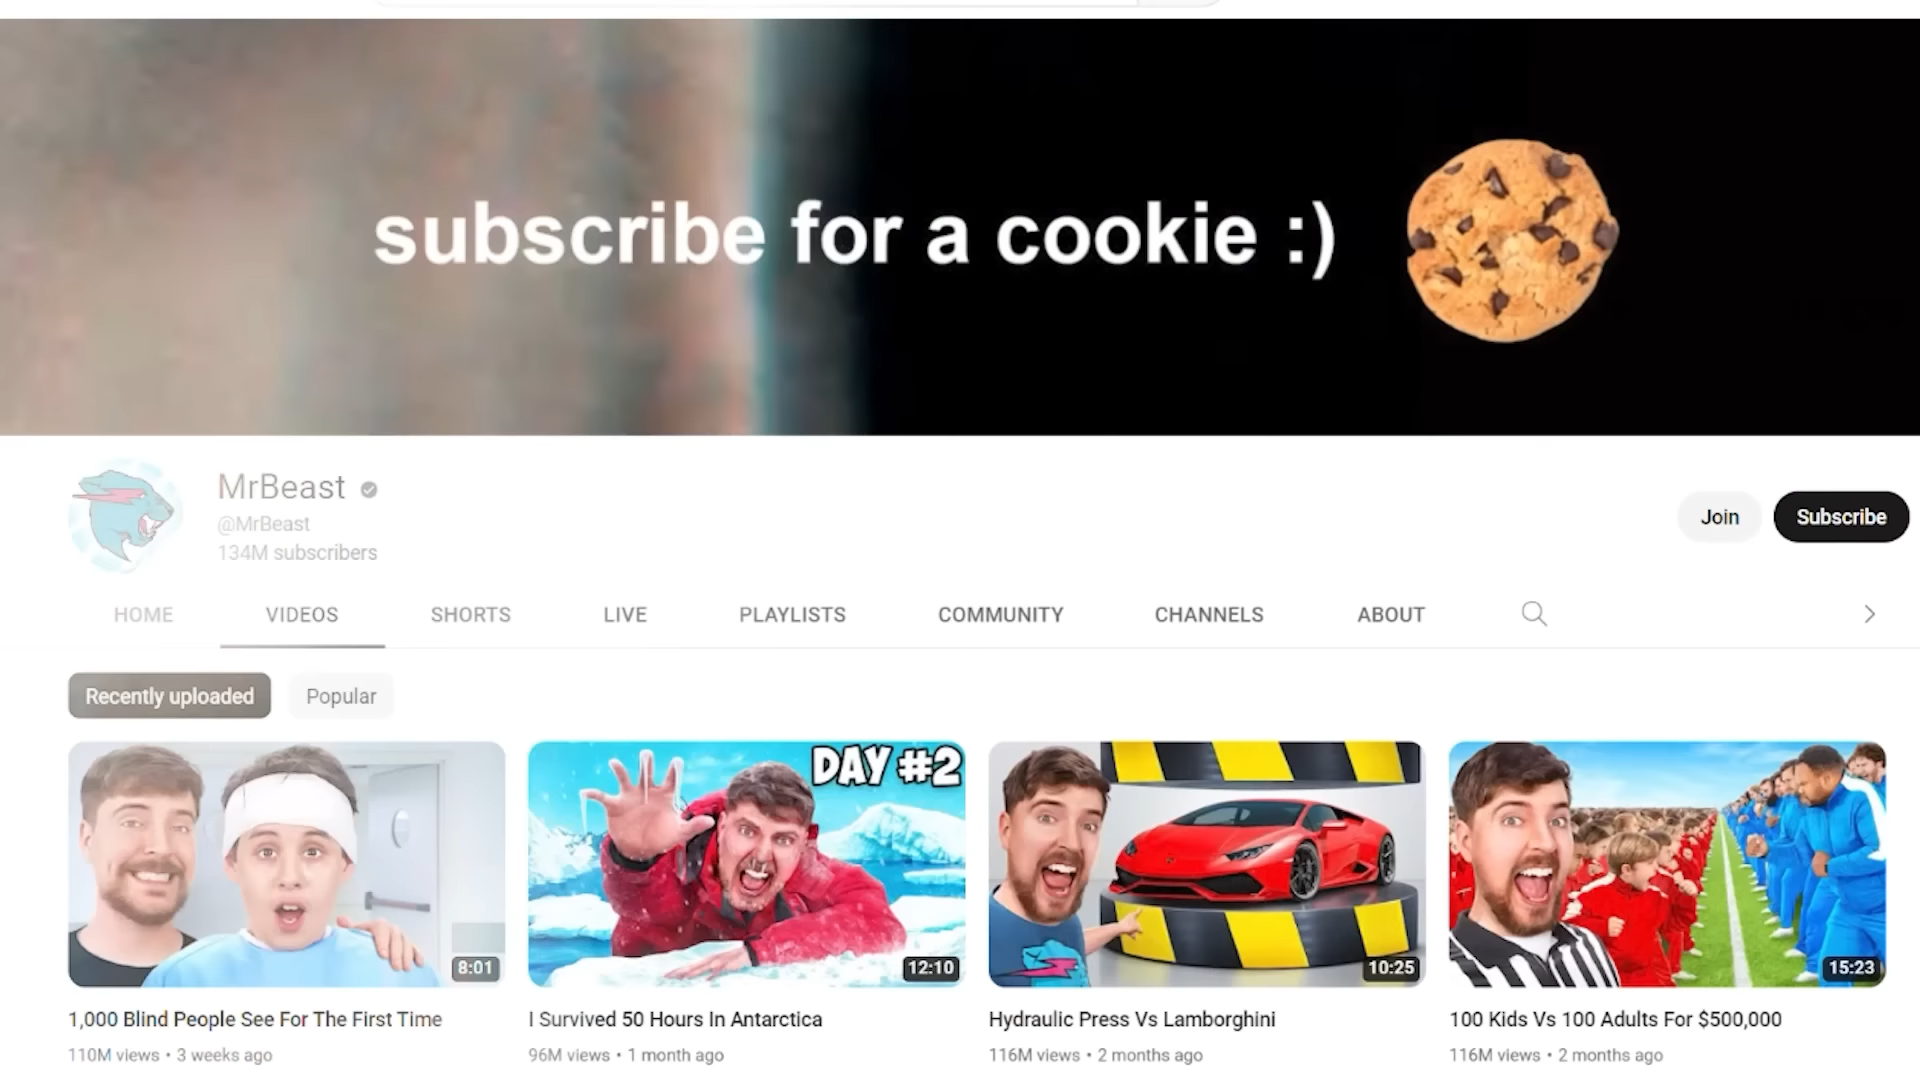 subscribe for a cookie :)
MrBeast
@MrBeast
134M subscribers
Join
Subscribe
HOME
VIDEOS
SHORTS
LIVE
PLAYLISTS
COMMUNITY
CHANNELS
ABOUT
Recently uploaded
Popular
8:01
DAY #2
12:10
10:25
15:23
1,000 Blind People See For The First Time
110M views • 3 weeks ago
I Survived 50 Hours In Antarctica
96M views • 1 month ago
Hydraulic Press Vs Lamborghini
116M views • 2 months ago
100 Kids Vs 100 Adults For $500,000
116M views • 2 months ago